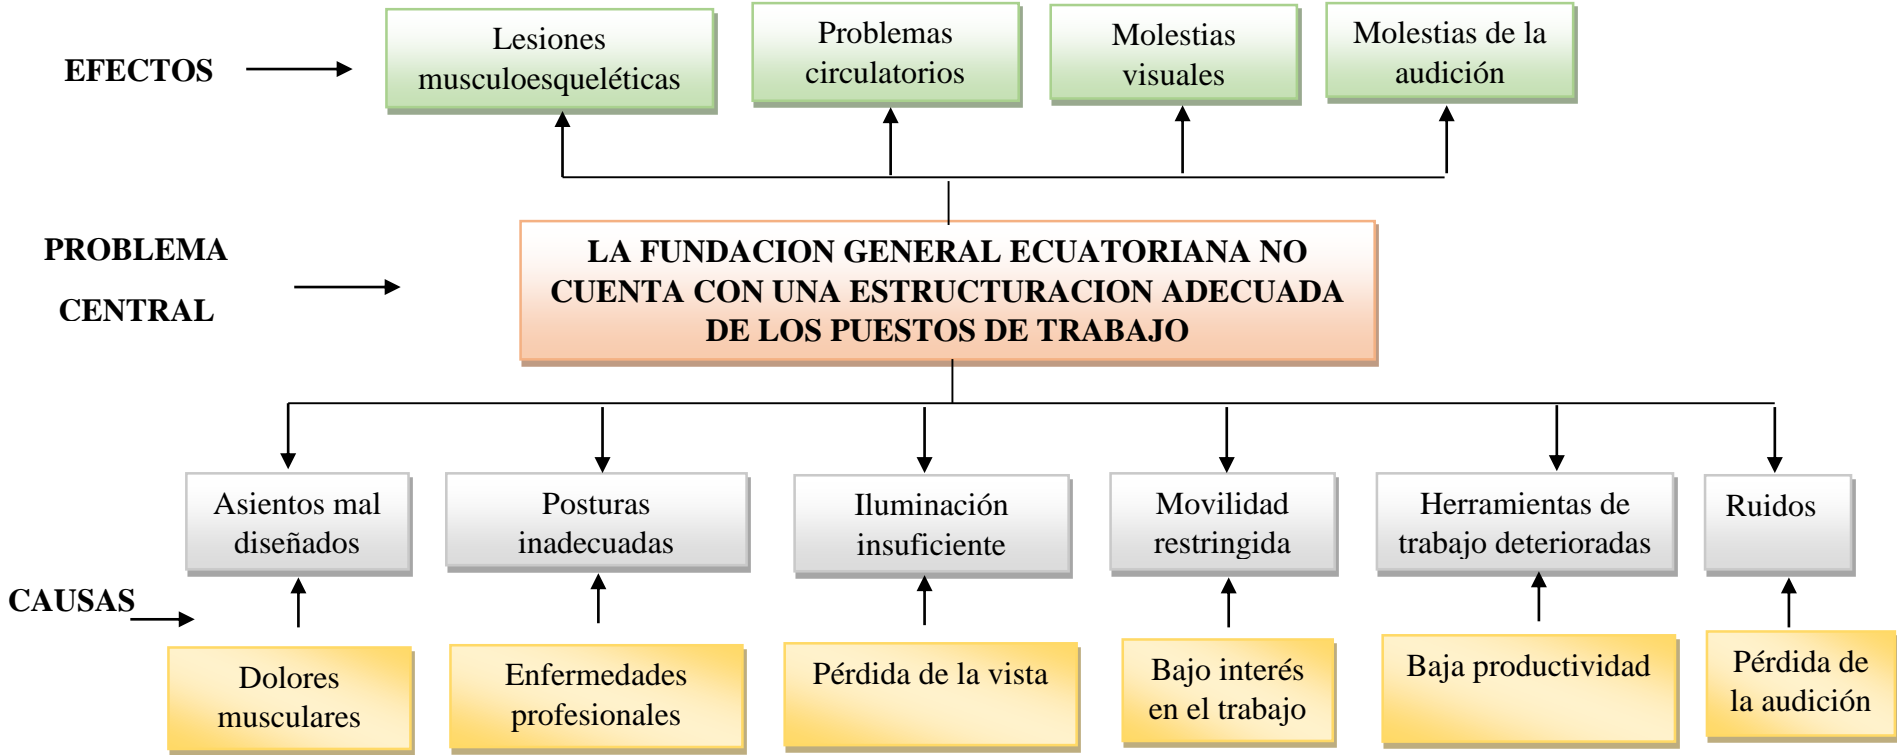 EFECTOS
Lesiones
musculoesqueléticas
Problemas
circulatorios
Molestias
visuales
Molestias de la
audición
PROBLEMA
CENTRAL
LA FUNDACION GENERAL ECUATORIANA NO
CUENTA CON UNA ESTRUCTURACION ADECUADA
DE LOS PUESTOS DE TRABAJO
Asientos mal
diseñados
Posturas
inadecuadas
Iluminación
insuficiente
Movilidad
restringida
Herramientas de
trabajo deterioradas
Ruidos
CAUSAS
Dolores
musculares
Enfermedades
profesionales
Pérdida de la vista
Bajo interés
en el trabajo
Baja productividad
Pérdida de
la audición